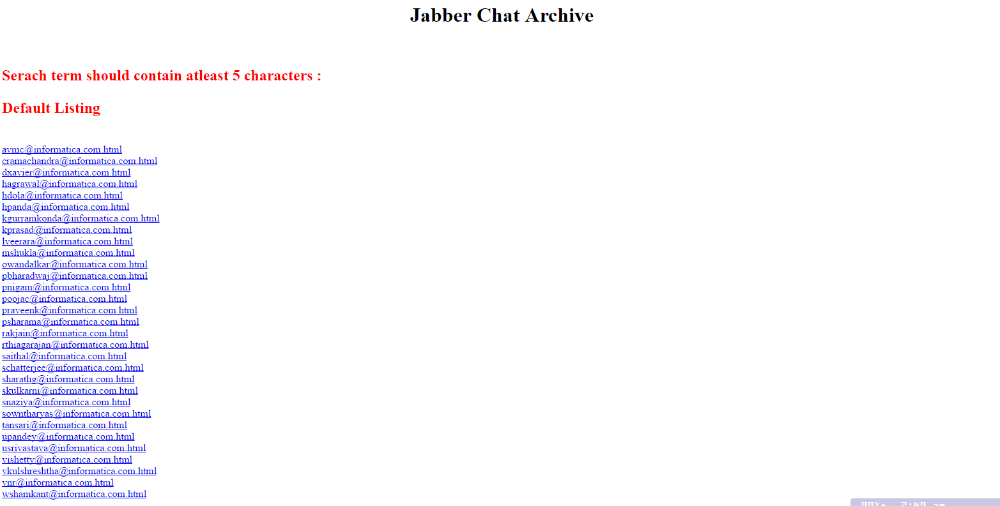 Jabber Chat Archive
Serach term should contain atleast 5 characters :
Default Listing
avmc@informatica.com.html
cramachandra@informatica.com.html
dxavier@informatica.com.html
hagrawal@informatica.com.html
hdola@informatica.com.html
hpanda@informatica.com.html
kgurramkonda@informatica.com.html
kprasad@informatica.com.html
lveerara@informatica.com.html
mshukla@informatica.com.html
owandalkar@informatica.com.html
pbharadwaj@informatica.com.html
pnigam@informatica.com.html
poojac@informatica.com.html
praveenk@informatica.com.html
psharama@informatica.com.html
rakjain@informatica.com.html
rthiagarajan@informatica.com.html
saithal@informatica.com.html
schatterjee@informatica.com.html
sharathg@informatica.com.html
skulkarni@informatica.com.html
snaziya@informatica.com.html
sowntharyas@informatica.com.html
tansari@informatica.com.html
upandey@informatica.com.html
usrivastava@informatica.com.html
vishetty@informatica.com.html
vkulshreshtha@informatica.com.html
vnr@informatica.com.html
wshamkant@informatica.com.html